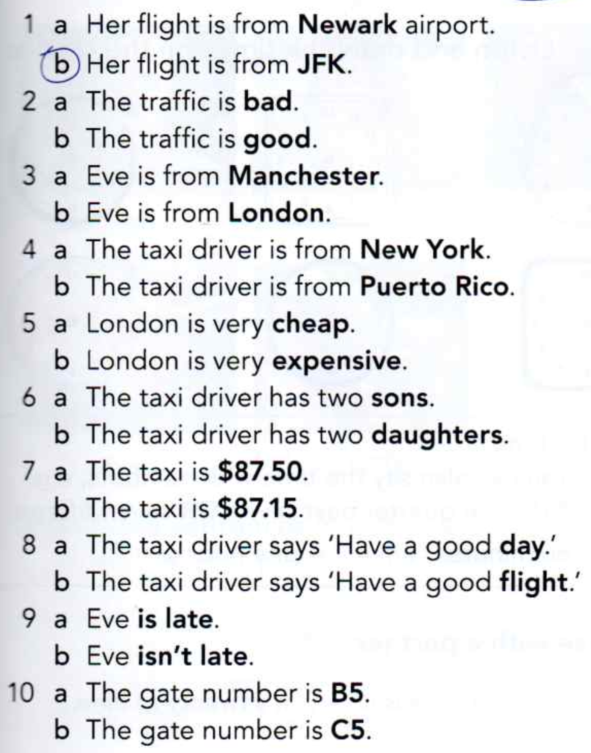 1 a Her flight is from Newark airport.
b Her flight is from JFK.
2 a The traffic is bad.
b The traffic is good.
3 a Eve is from Manchester.
b Eve is from London.
4 a The taxi driver is from New York.
b The taxi driver is from Puerto Rico.
5 a London is very cheap.
b London is very expensive.
6 a The taxi driver has two sons.
b The taxi driver has two daughters.
7 a The taxi is $87.50.
b The taxi is $87.15.
8 a The taxi driver says 'Have a good day.'
b The taxi driver says 'Have a good flight.'
9 a Eve is late.
b Eve isn't late.
10 a The gate number is B5.
b The gate number is C5.